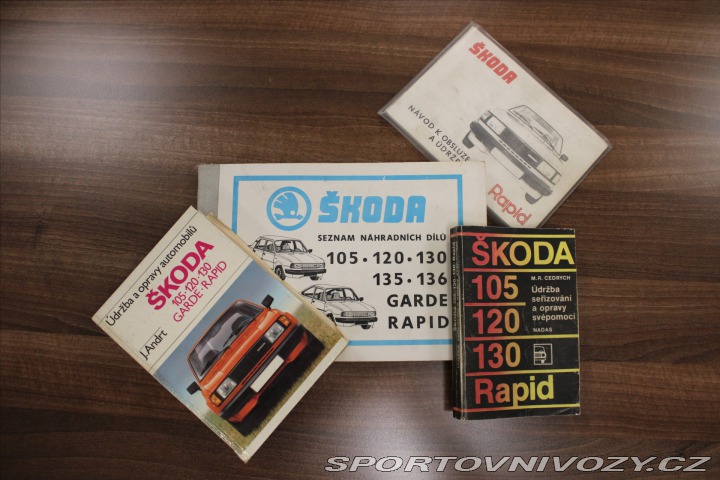 ŠKODA
NÁVOD K OBSLUZE
A ÚDRŽBĚ
Rapid
ŠKODA
SEZNAM NÁHRADNÍCH DÍLŮ
105 • 120 • 130
135 • 136
GARDE
RAPID
Údržba a opravy automobilů
ŠKODA
105 • 120 • 130
GARDE • RAPID
J. Andrt
ŠKODA
M. R. CEDRYCH
105
Údržba
seřizování
a opravy
svépomocí
120
NADAS
130
Rapid
SPORTOVNIVOZY.CZ